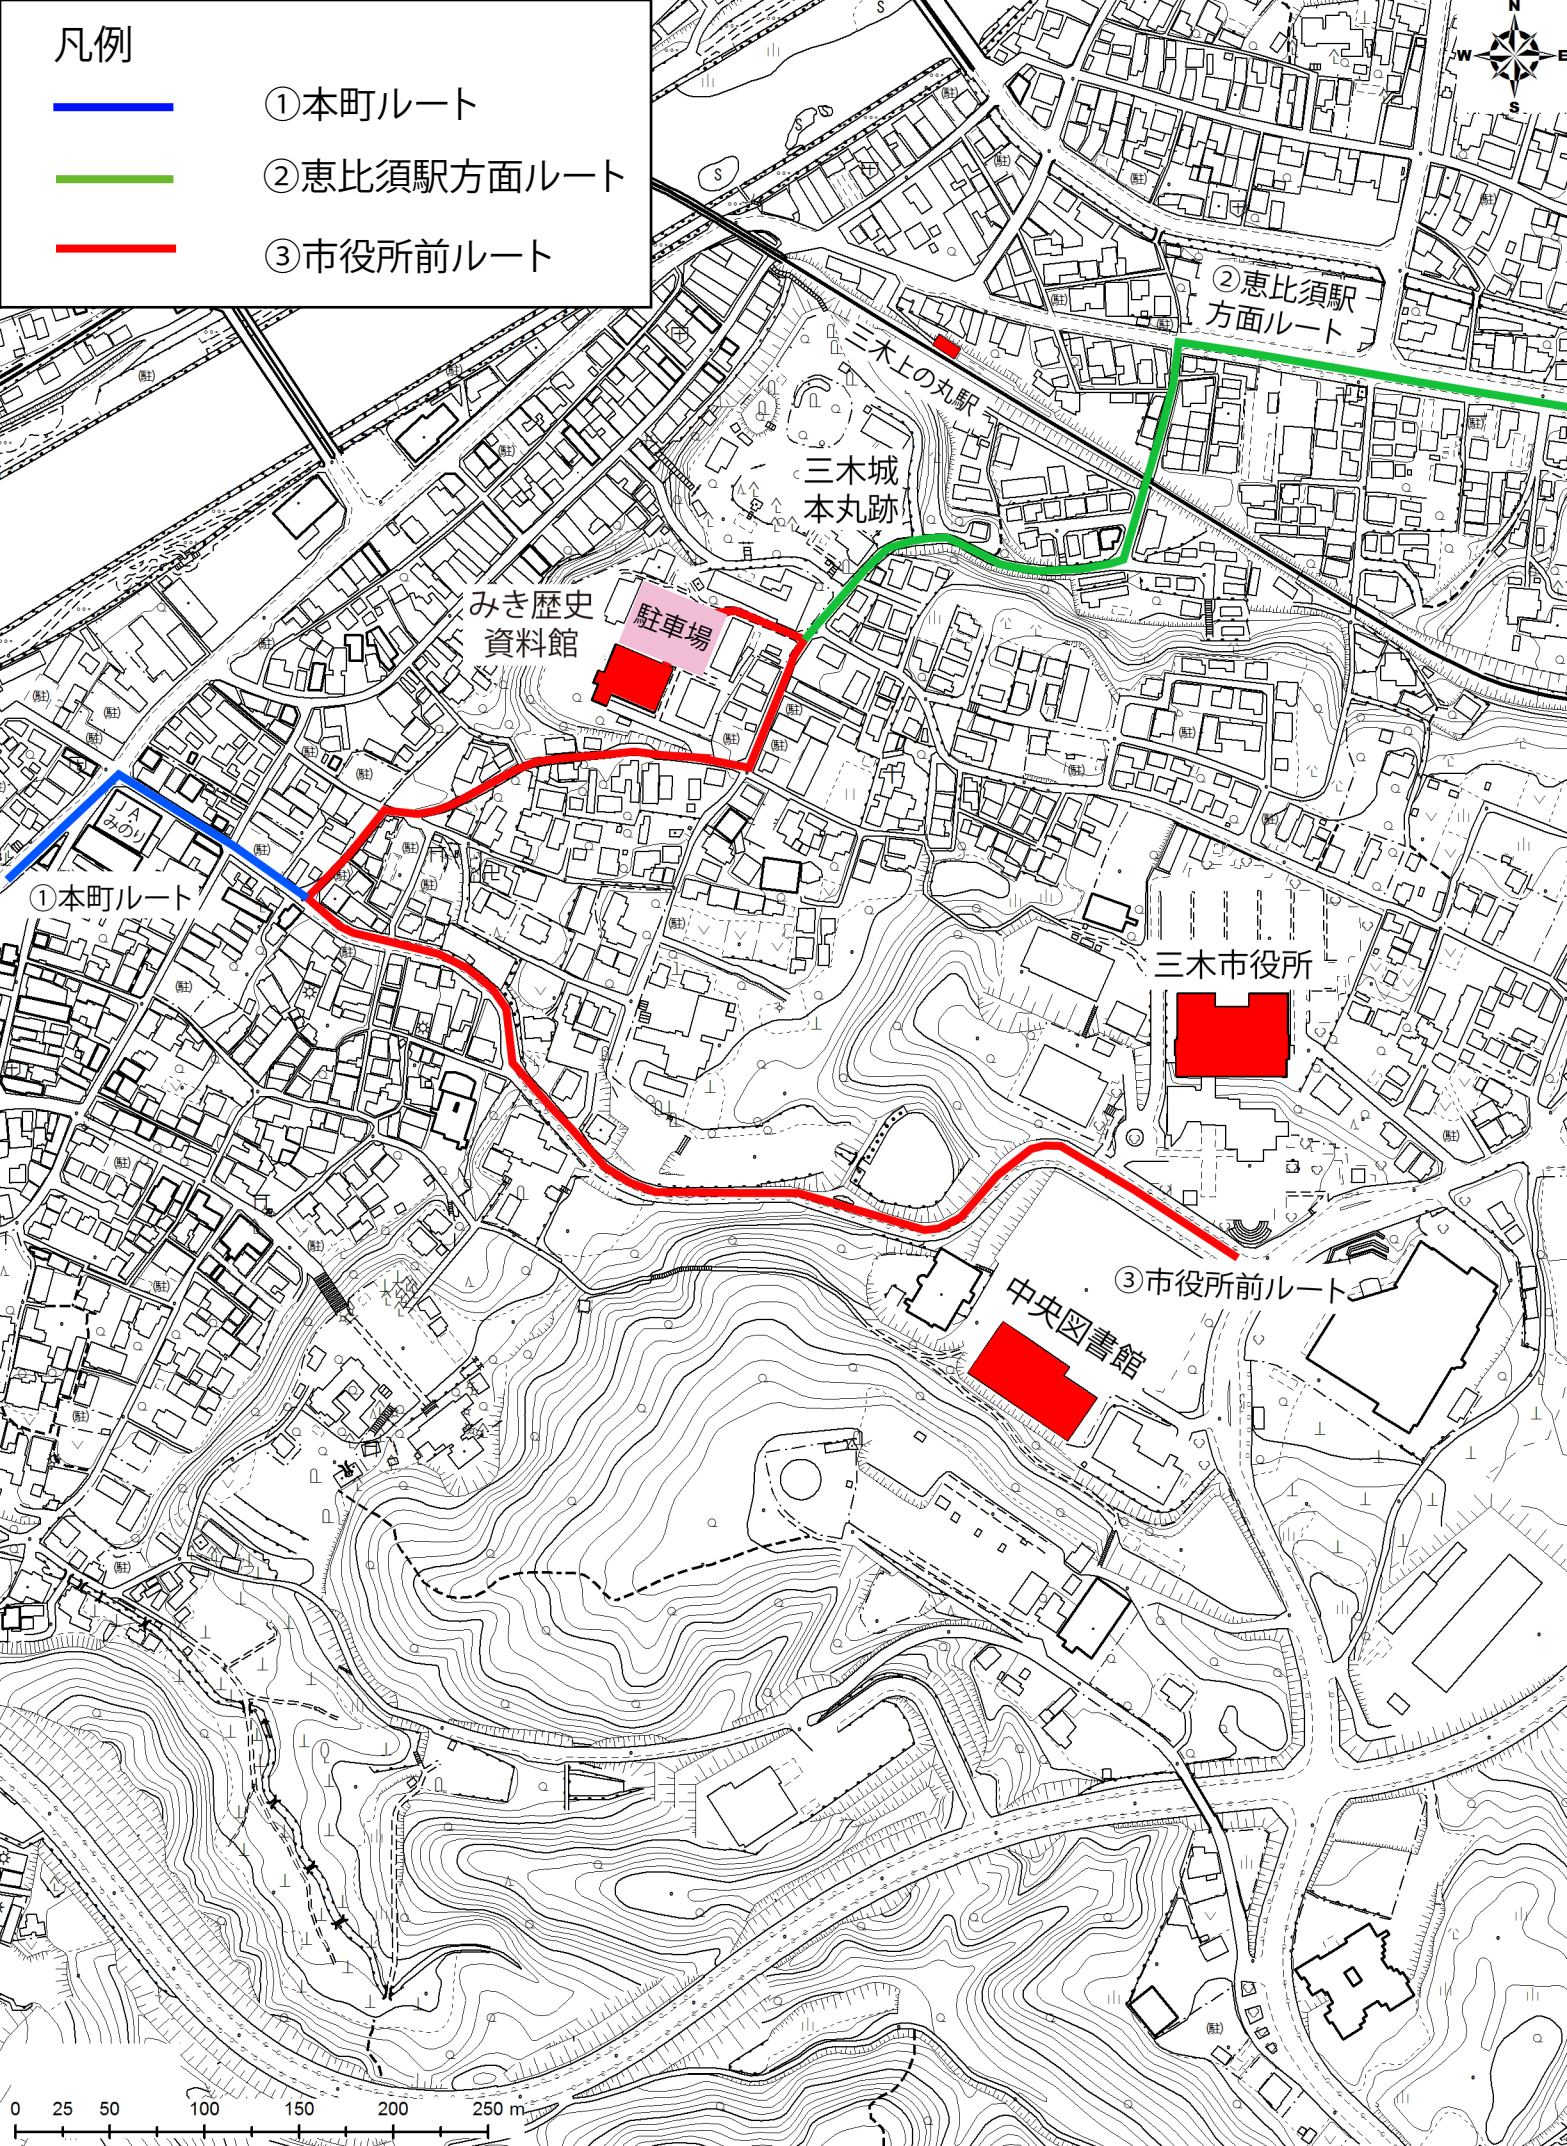 凡例
①本町ルート
②恵比須駅方面ルート
③市役所前ルート
N
W
E
S
②恵比須駅
方面ルート
三木上の丸駅
三木城
本丸跡
みき歴史
資料館
駐車場
JA
みのり
①本町ルート
三木市役所
③市役所前ルート
中央図書館
0 25 50 100 150 200 250 m